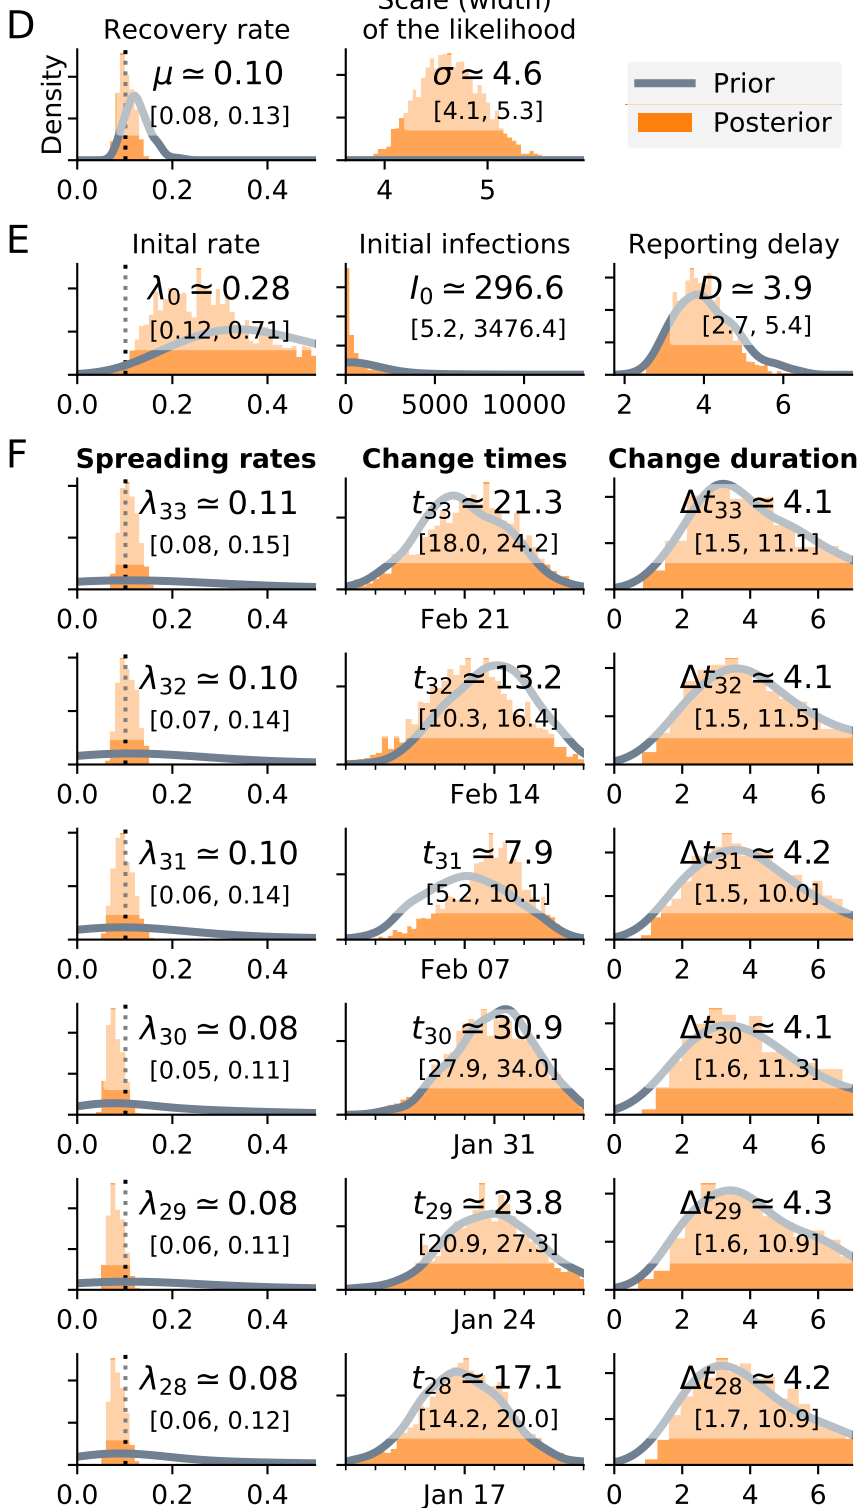 D
Recovery rate
Scale (width)
of the likelihood
Density
μ ≃ 0.10
[0.08, 0.13]
0.0 0.2 0.4
σ ≃ 4.6
[4.1, 5.3]
4 5
Prior
Posterior
E
Inital rate
λ0 ≃ 0.28
[0.12, 0.71]
0.0 0.2 0.4
Initial infections
I0 ≃ 296.6
[5.2, 3476.4]
0 5000 10000
Reporting delay
D ≃ 3.9
[2.7, 5.4]
2 4 6
F
Spreading rates Change times Change duration
λ33 ≃ 0.11
[0.08, 0.15]
0.0 0.2 0.4
t33 ≃ 21.3
[18.0, 24.2]
Feb 21
Δt33 ≃ 4.1
[1.5, 11.1]
0 2 4 6
λ32 ≃ 0.10
[0.07, 0.14]
0.0 0.2 0.4
t32 ≃ 13.2
[10.3, 16.4]
Feb 14
Δt32 ≃ 4.1
[1.5, 11.5]
0 2 4 6
λ31 ≃ 0.10
[0.06, 0.14]
0.0 0.2 0.4
t31 ≃ 7.9
[5.2, 10.1]
Feb 07
Δt31 ≃ 4.2
[1.5, 10.0]
0 2 4 6
λ30 ≃ 0.08
[0.05, 0.11]
0.0 0.2 0.4
t30 ≃ 30.9
[27.9, 34.0]
Jan 31
Δt30 ≃ 4.1
[1.6, 11.3]
0 2 4 6
λ29 ≃ 0.08
[0.06, 0.11]
0.0 0.2 0.4
t29 ≃ 23.8
[20.9, 27.3]
Jan 24
Δt29 ≃ 4.3
[1.6, 10.9]
0 2 4 6
λ28 ≃ 0.08
[0.06, 0.12]
0.0 0.2 0.4
t28 ≃ 17.1
[14.2, 20.0]
Jan 17
Δt28 ≃ 4.2
[1.7, 10.9]
0 2 4 6